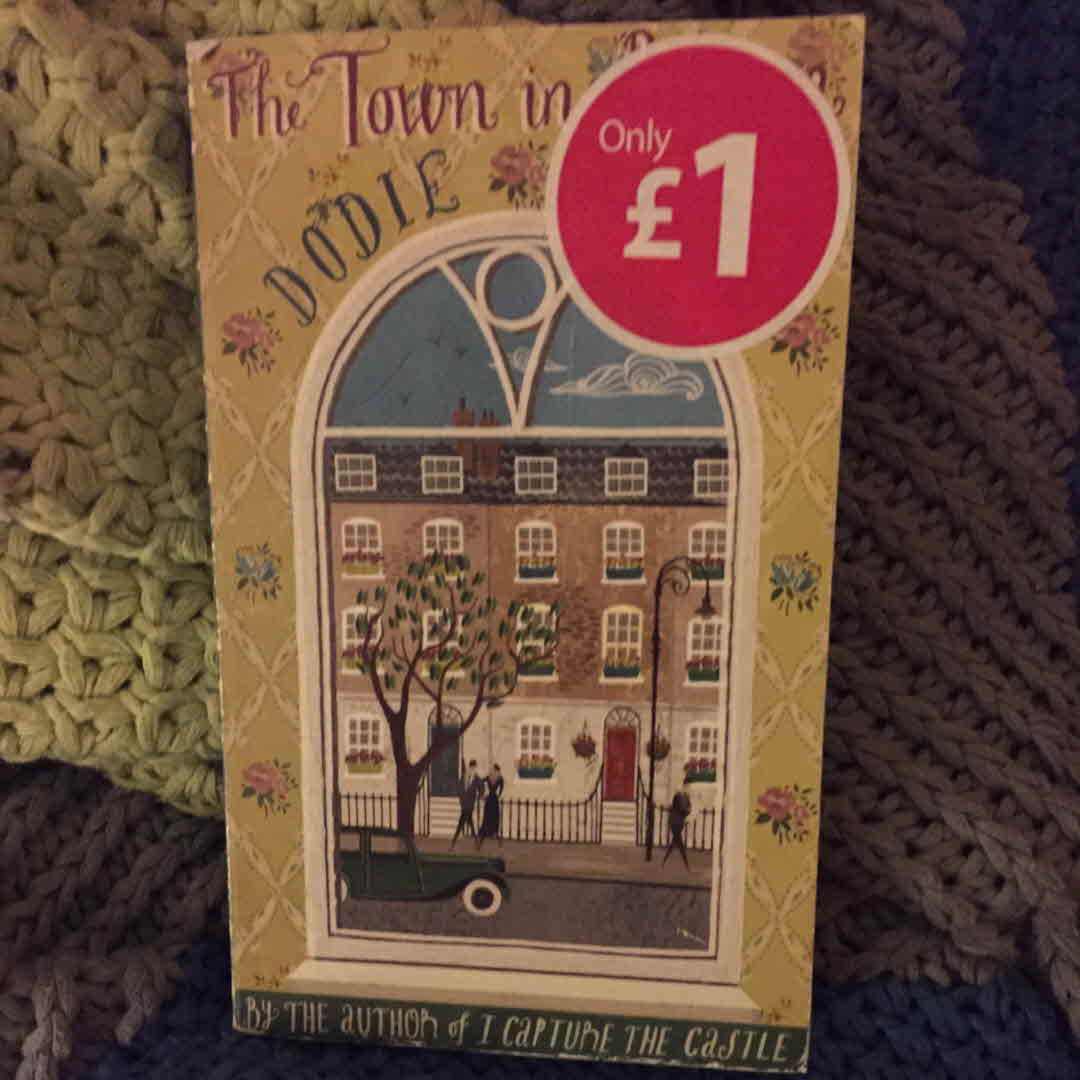 The Town in
DODIE
Only
£1
By THE AUTHOR of I CAPTURE THE CASTLE